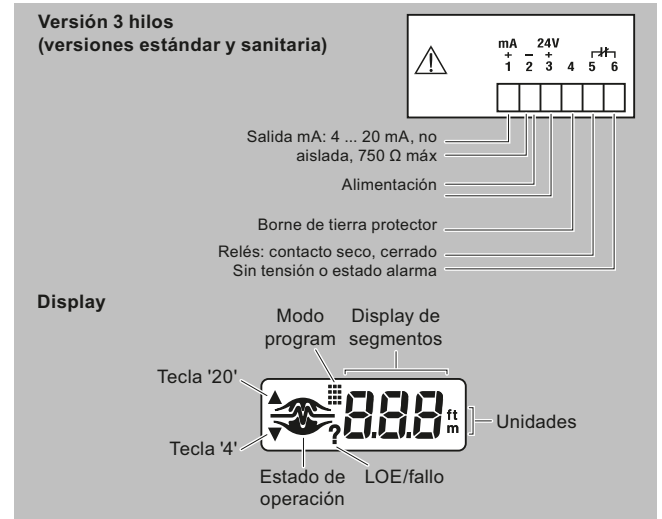 Versión 3 hilos
(versiones estándar y sanitaria)
mA 24V
+ – +
1 2 3 4 5 6
Salida mA: 4 ... 20 mA, no
aislada, 750 Ω máx
Alimentación
Borne de tierra protector
Relés: contacto seco, cerrado
Sin tensión o estado alarma
Display
Modo
program
Display de
segmentos
Tecla '20'
8.8.8
ft
m
?
Unidades
Tecla '4'
Estado de
operación
LOE/fallo